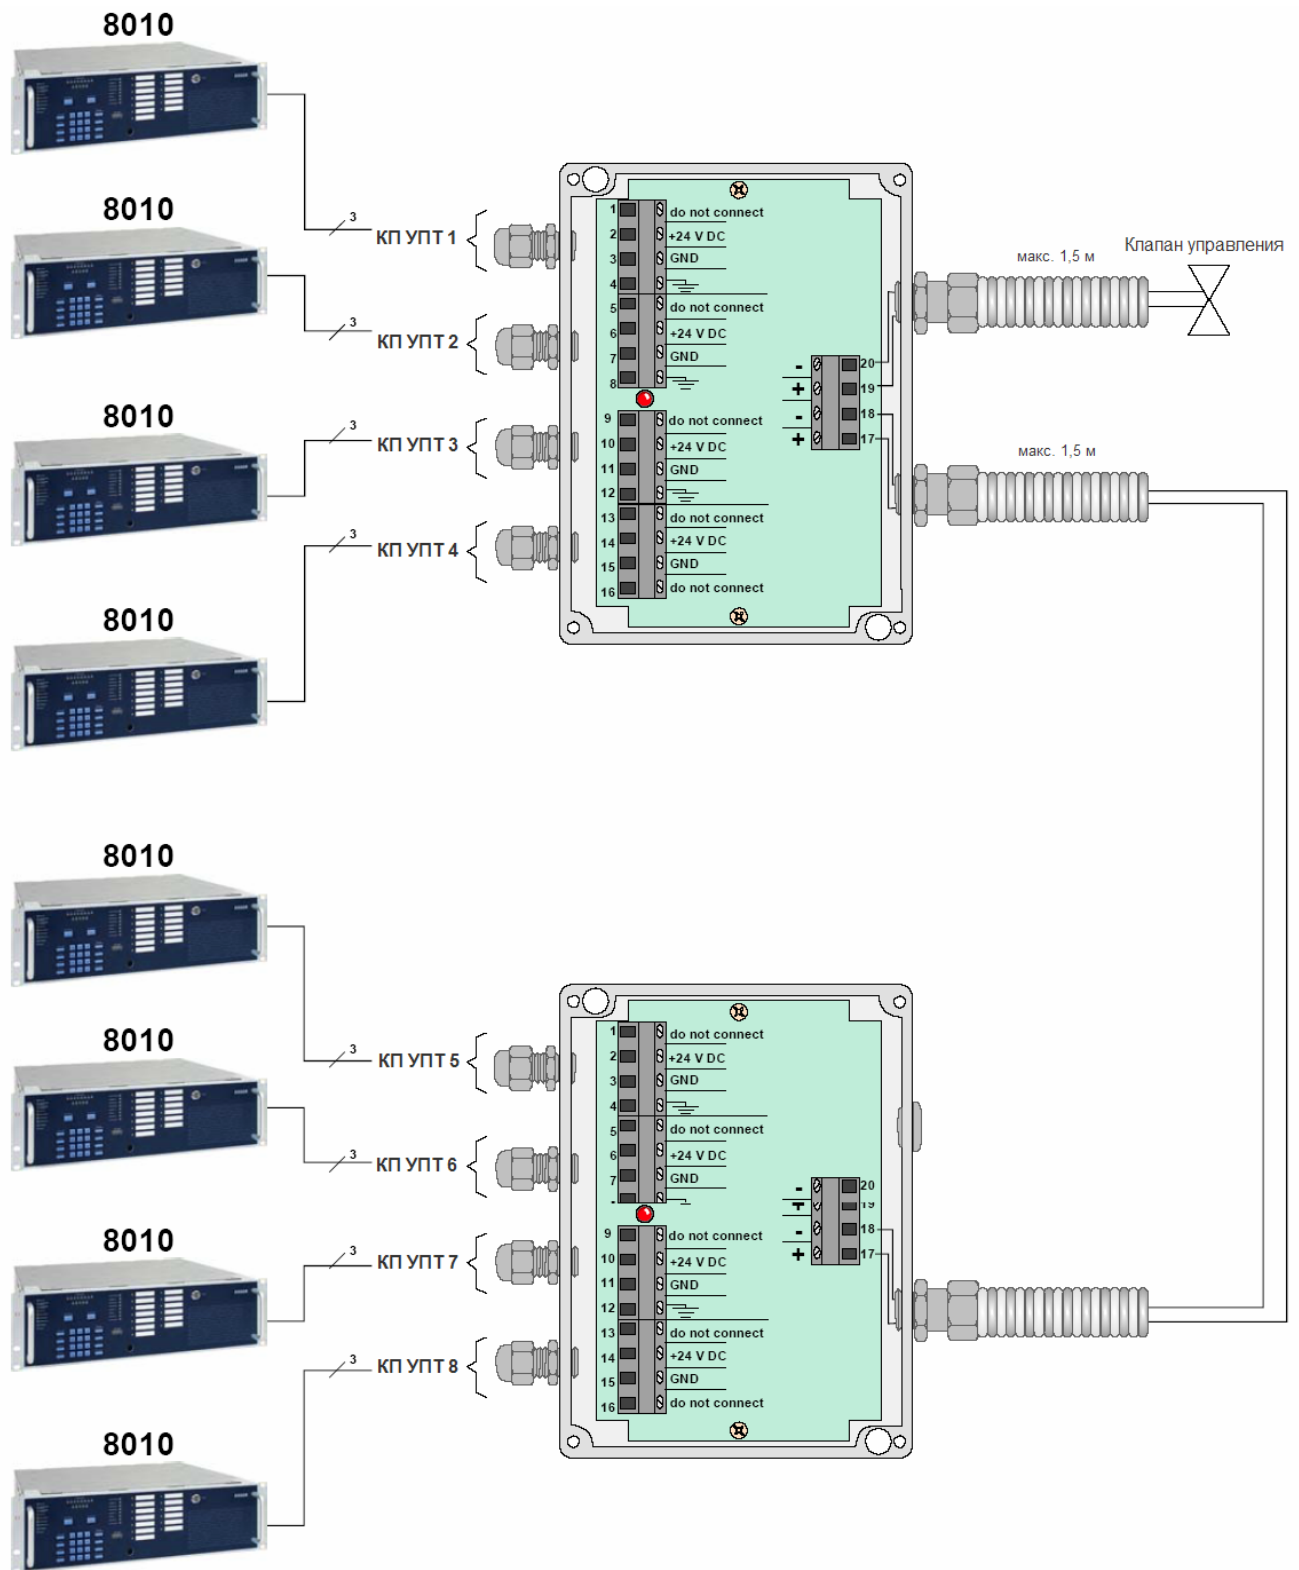 8010
8010
8010
8010
3
КП УПТ 1
3
КП УПТ 2
3
КП УПТ 3
3
КП УПТ 4
1 do not connect
2 +24 V DC
3 GND
4
5 do not connect
6 +24 V DC
7 GND
8
9 do not connect
10 +24 V DC
11 GND
12
13 do not connect
14 +24 V DC
15 GND
16 do not connect
- 20
+ 19
- 18
+ 17
макс. 1,5 м
Клапан управления
макс. 1,5 м
8010
8010
8010
8010
3
КП УПТ 5
3
КП УПТ 6
3
КП УПТ 7
3
КП УПТ 8
1 do not connect
2 +24 V DC
3 GND
4
5 do not connect
6 +24 V DC
7 GND
9 do not connect
10 +24 V DC
11 GND
12
13 do not connect
14 +24 V DC
15 GND
16 do not connect
- 20
+ 19
- 18
+ 17